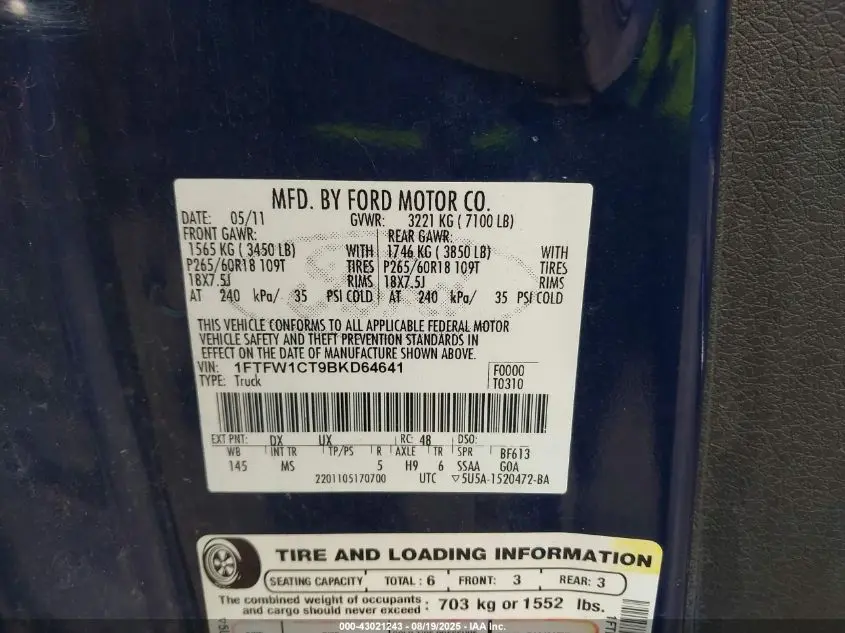 MFD. BY FORD MOTOR CO.
DATE: 05/11 GVWR: 3221 KG ( 7100 LB)
FRONT GAWR: REAR GAWR:
1565 KG ( 3450 LB) WITH 1746 KG ( 3850 LB) WITH
P265/60R18 109T TIRES P265/60R18 109T TIRES
18X7.5J RIMS 18X7.5J RIMS
AT 240 kPa/ 35 PSI COLD AT 240 kPa/ 35 PSI COLD
THIS VEHICLE CONFORMS TO ALL APPLICABLE FEDERAL MOTOR
VEHICLE SAFETY AND THEFT PREVENTION STANDARDS IN
EFFECT ON THE DATE OF MANUFACTURE SHOWN ABOVE.
VIN: 1FTFW1CT9BKD64641 F0000
TYPE: Truck T0310
EXT PNT: DX UX RC: 48 DSO:
WB INT TR TP/PS R AXLE TR SPR BF613
145 MS 5 H9 6 SSAA GOA
2201105170700 UTC ▽5U5A-1520472-BA
TIRE AND LOADING INFORMATION
SEATING CAPACITY TOTAL : 6 FRONT: 3 REAR: 3
The combined weight of occupants
and cargo should never exceed : 703 kg or 1552 lbs.
000-43021243 - 08/19/2025 - IAA Inc.